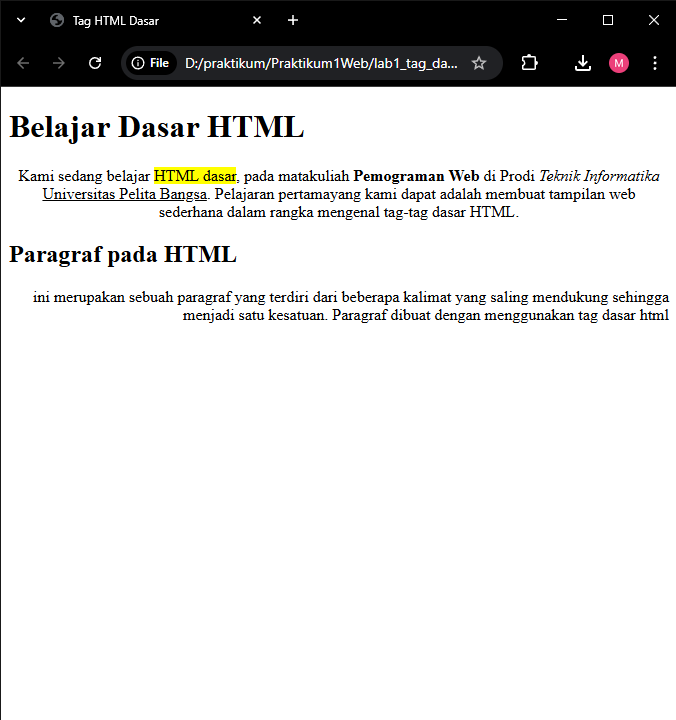 Tag HTML Dasar
File
D:/praktikum/Praktikum1Web/lab1_tag_da...
M
Belajar Dasar HTML
Kami sedang belajar HTML dasar, pada matakuliah Pemograman Web di Prodi Teknik Informatika
Universitas Pelita Bangsa. Pelajaran pertamayang kami dapat adalah membuat tampilan web
sederhana dalam rangka mengenal tag-tag dasar HTML.
Paragraf pada HTML
ini merupakan sebuah paragraf yang terdiri dari beberapa kalimat yang saling mendukung sehingga
menjadi satu kesatuan. Paragraf dibuat dengan menggunakan tag dasar html